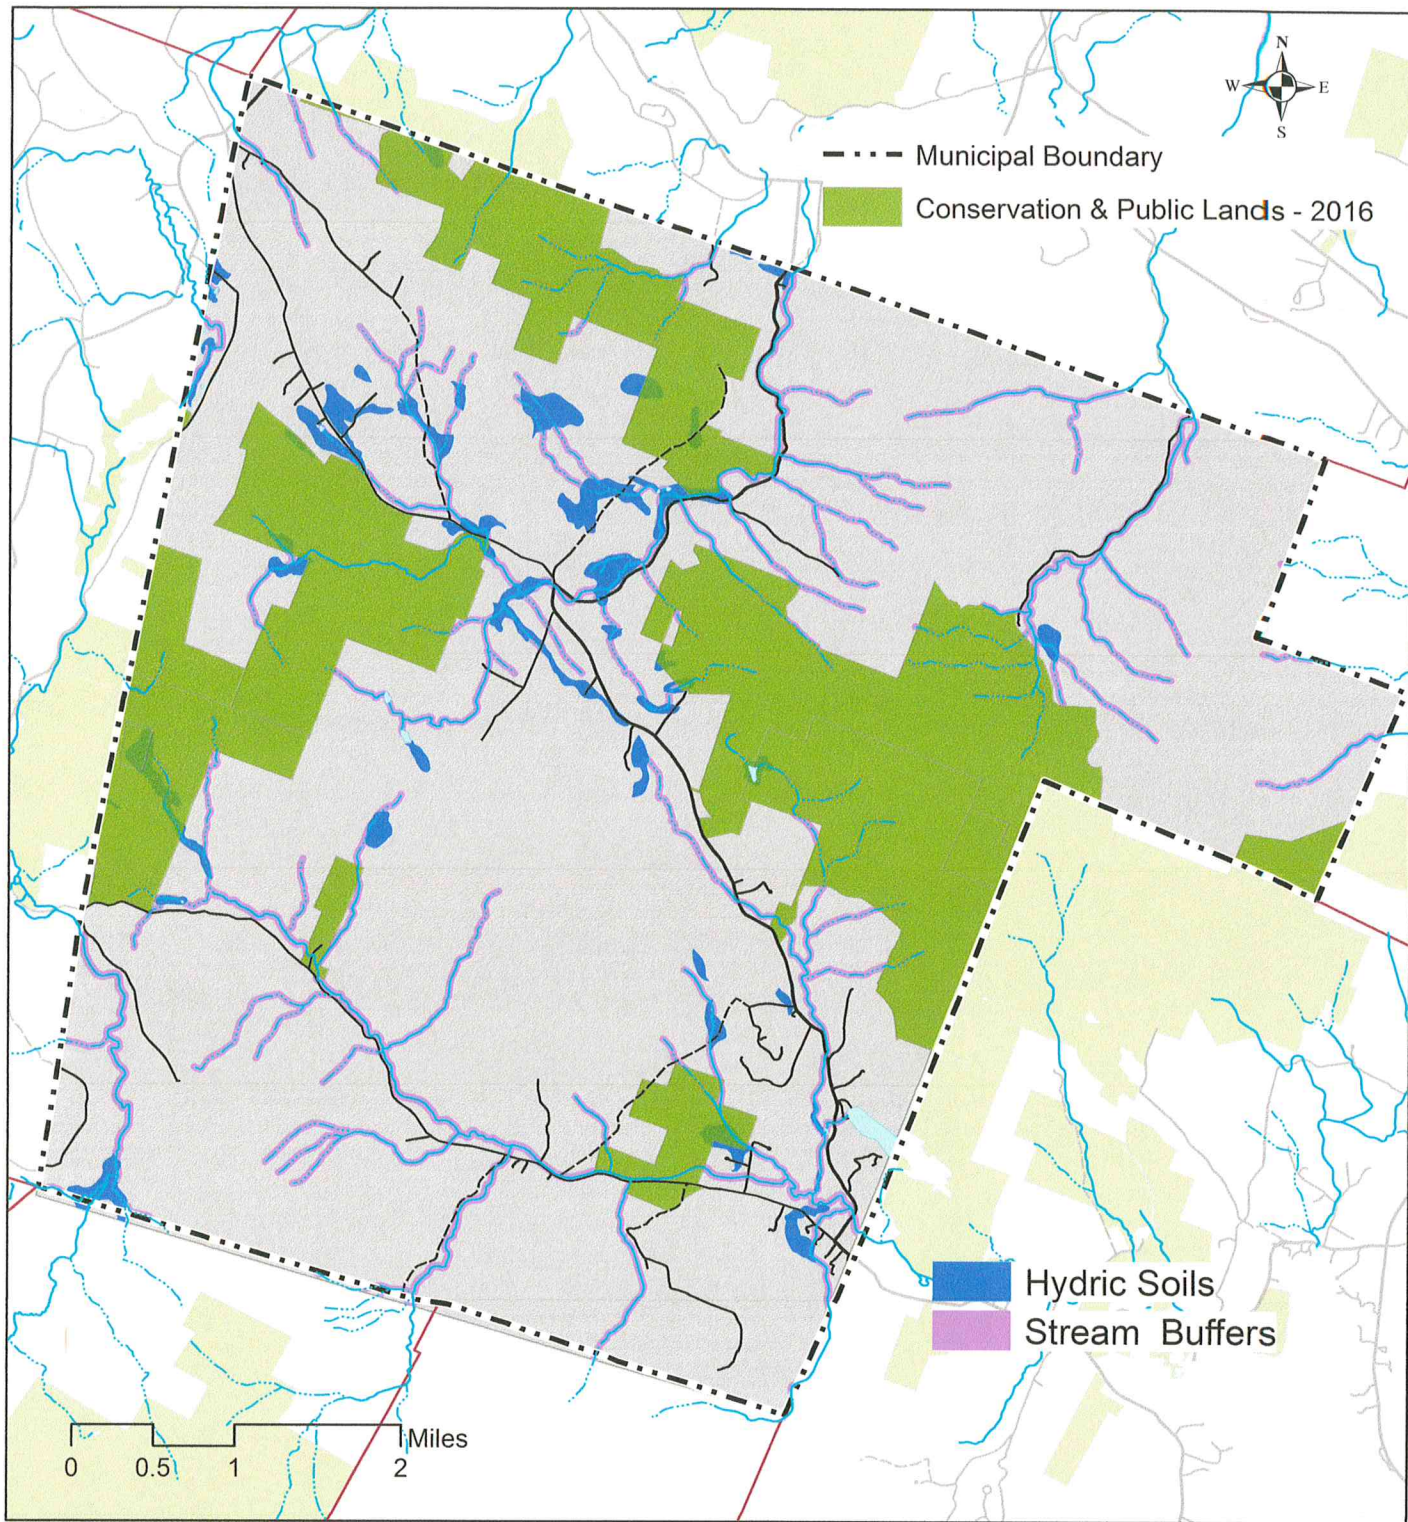 N
W E
S
Municipal Boundary
Conservation & Public Lands - 2016
Hydric Soils
Stream Buffers
Miles
0 0.5 1 2